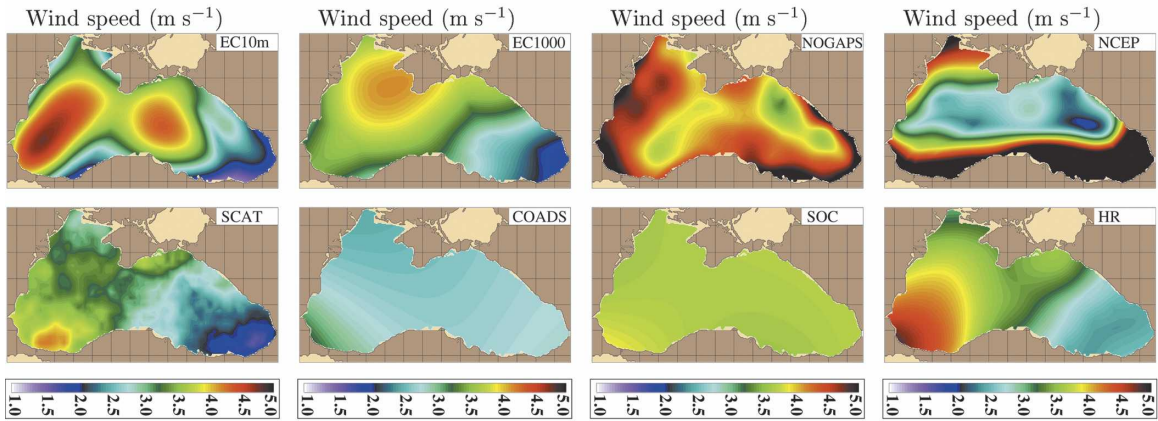 Wind speed (m s⁻¹) Wind speed (m s⁻¹) Wind speed (m s⁻¹) Wind speed (m s⁻¹)
EC10m EC1000 NOGAPS NCEP
SCAT COADS SOC HR
1.0 1.5 2.0 2.5 3.0 3.5 4.0 4.5 5.0 1.0 1.5 2.0 2.5 3.0 3.5 4.0 4.5 5.0 1.0 1.5 2.0 2.5 3.0 3.5 4.0 4.5 5.0 1.0 1.5 2.0 2.5 3.0 3.5 4.0 4.5 5.0